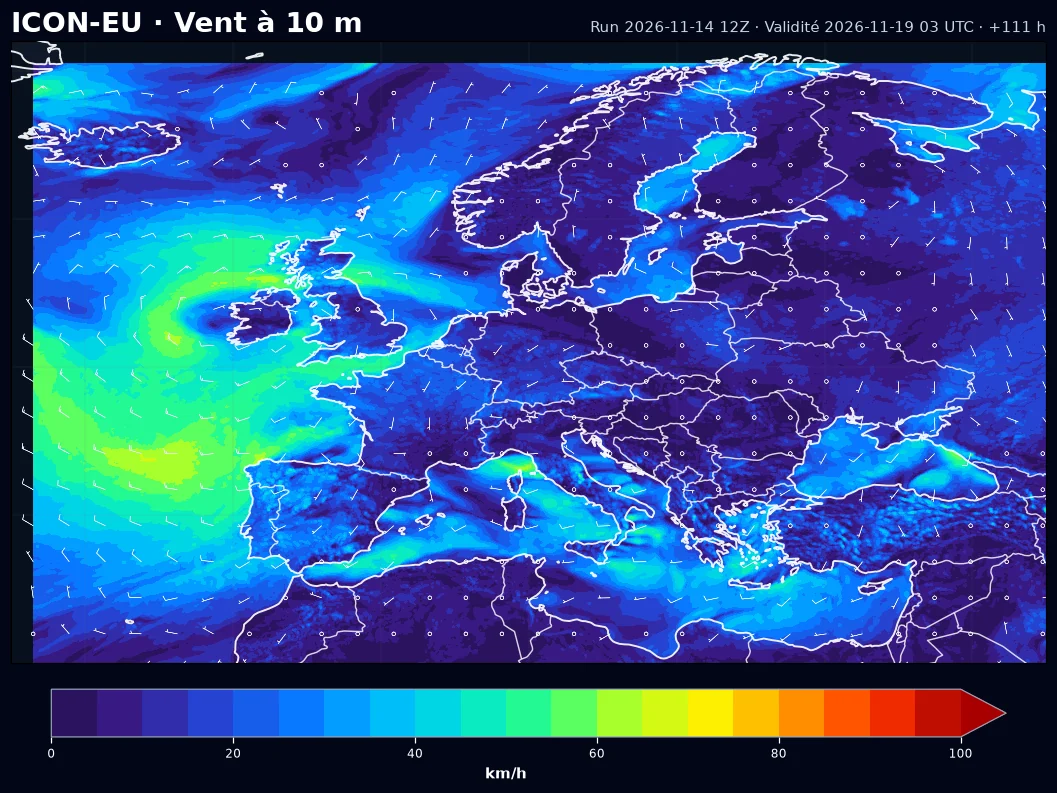 ICON-EU · Vent à 10 m
Run 2026-11-14 12Z · Validité 2026-11-19 03 UTC · +111 h
0 20 40 60 80 100
km/h